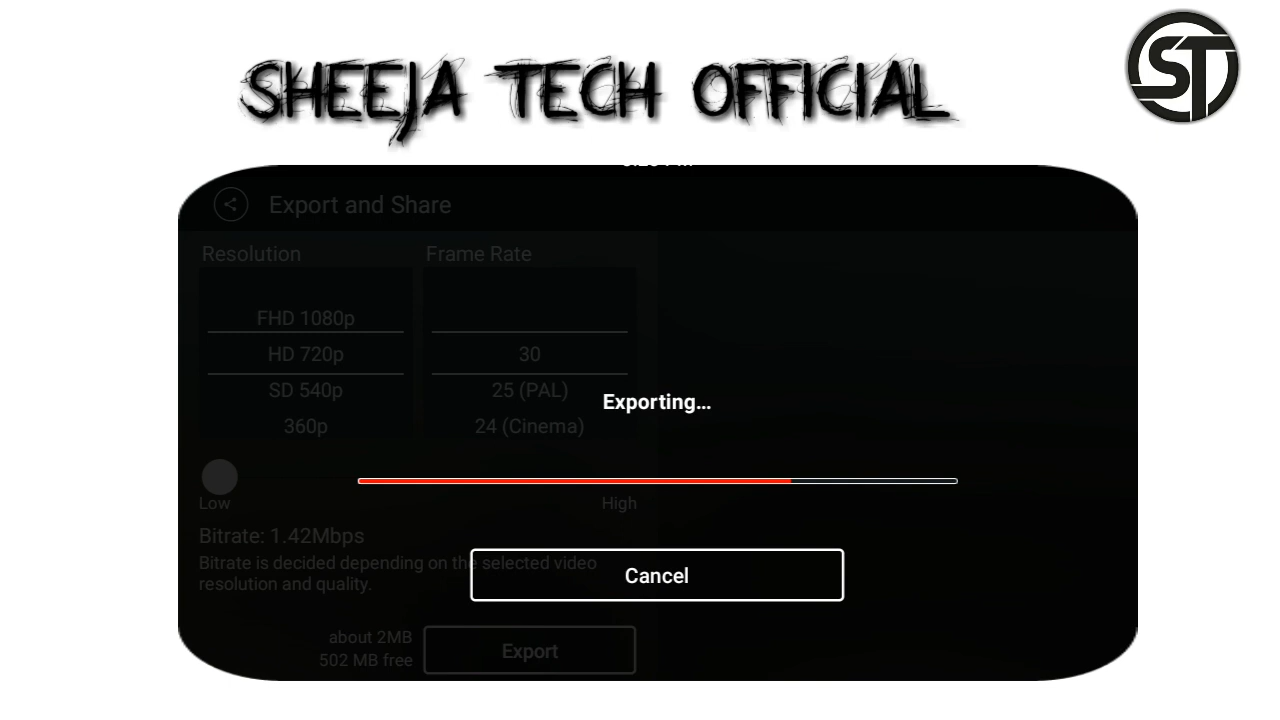 SHEEJA TECH OFFICIAL
ST
Export and Share
Resolution
Frame Rate
FHD 1080p
HD 720p
30
SD 540p
25 (PAL)
Exporting...
360p
24 (Cinema)
Low
High
Bitrate: 1.42Mbps
Bitrate is decided depending on the selected video
resolution and quality.
Cancel
about 2MB
502 MB free
Export